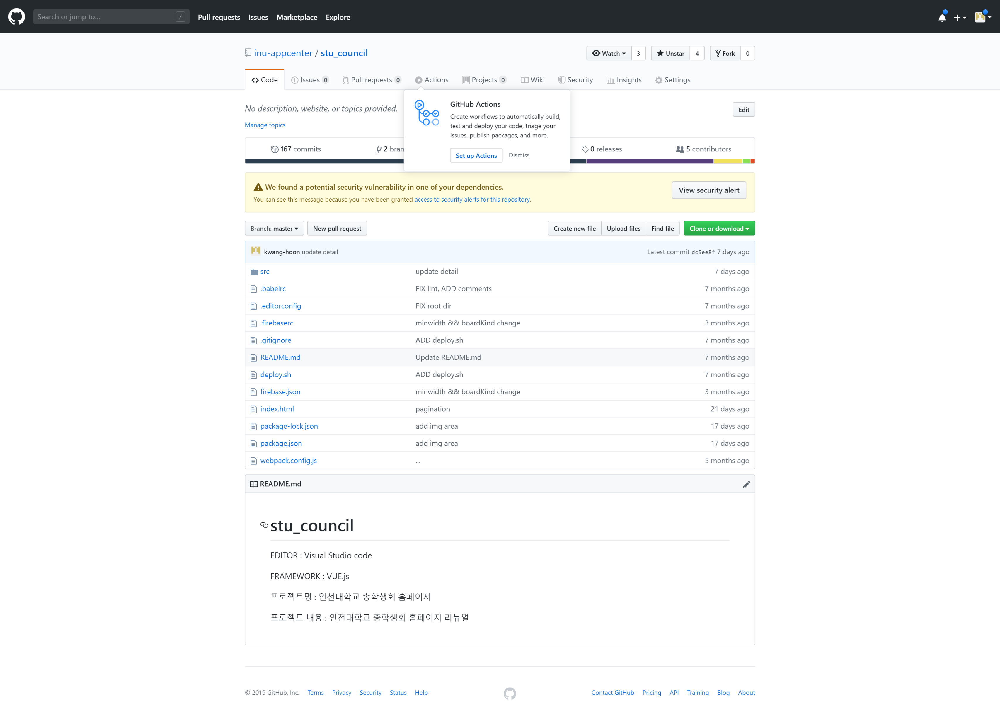 Search or jump to... /
Pull requests Issues Marketplace Explore
inu-appcenter / stu_council
Watch 3 Unstar 4 Fork 0
Code Issues 0 Pull requests 0 Actions Projects 0 Wiki Security Insights Settings
No description, website, or topics provided.
Edit
Manage topics
GitHub Actions
Create workflows to automatically build,
test and deploy your code, triage your
issues, publish packages, and more.
Set up Actions Dismiss
167 commits 2 bran 0 releases 5 contributors
We found a potential security vulnerability in one of your dependencies.
You can see this message because you have been granted access to security alerts for this repository.
View security alert
Branch: master New pull request Create new file Upload files Find file Clone or download
kwang-hoon update detail Latest commit dc5ee8f 7 days ago
src update detail 7 days ago
.babelrc FIX lint, ADD comments 7 months ago
.editorconfig FIX root dir 7 months ago
.firebaserc minwidth && boardKind change 3 months ago
.gitignore ADD deploy.sh 7 months ago
README.md Update README.md 7 months ago
deploy.sh ADD deploy.sh 7 months ago
firebase.json minwidth && boardKind change 3 months ago
index.html pagination 21 days ago
package-lock.json add img area 17 days ago
package.json add img area 17 days ago
webpack.config.js ... 5 months ago
README.md
stu_council
EDITOR : Visual Studio code
FRAMEWORK : VUE.js
프로젝트명 : 인천대학교 총학생회 홈페이지
프로젝트 내용 : 인천대학교 총학생회 홈페이지 리뉴얼
© 2019 GitHub, Inc. Terms Privacy Security Status Help Contact GitHub Pricing API Training Blog About